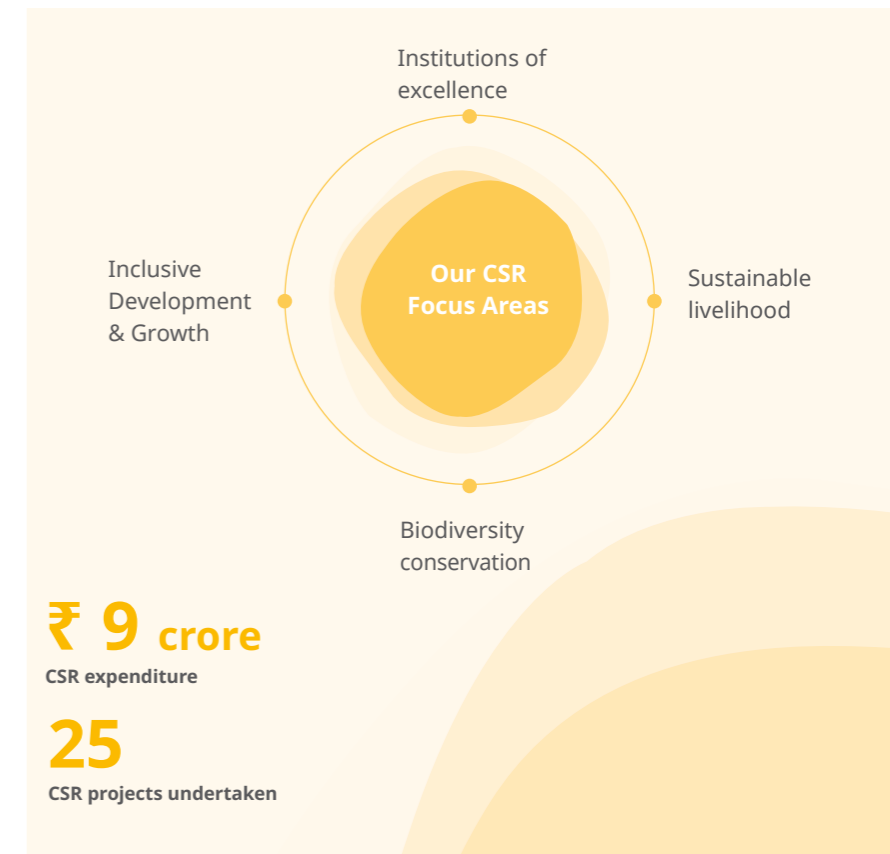 Institutions of
excellence
Inclusive
Development
& Growth
Our CSR
Focus Areas
Sustainable
livelihood
Biodiversity
conservation
₹ 9 crore
CSR expenditure
25
CSR projects undertaken